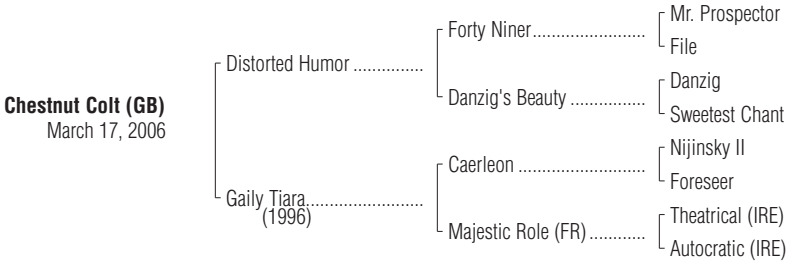 Mr. Prospector
Forty Niner........................
File
Distorted Humor ...............
Danzig
Danzig's Beauty ................
Sweetest Chant
Chestnut Colt (GB)
March 17, 2006
Nijinsky II
Caerleon ...........................
Foreseer
Gaily Tiara.........................
(1996)
Theatrical (IRE)
Majestic Role (FR)............
Autocratic (IRE)